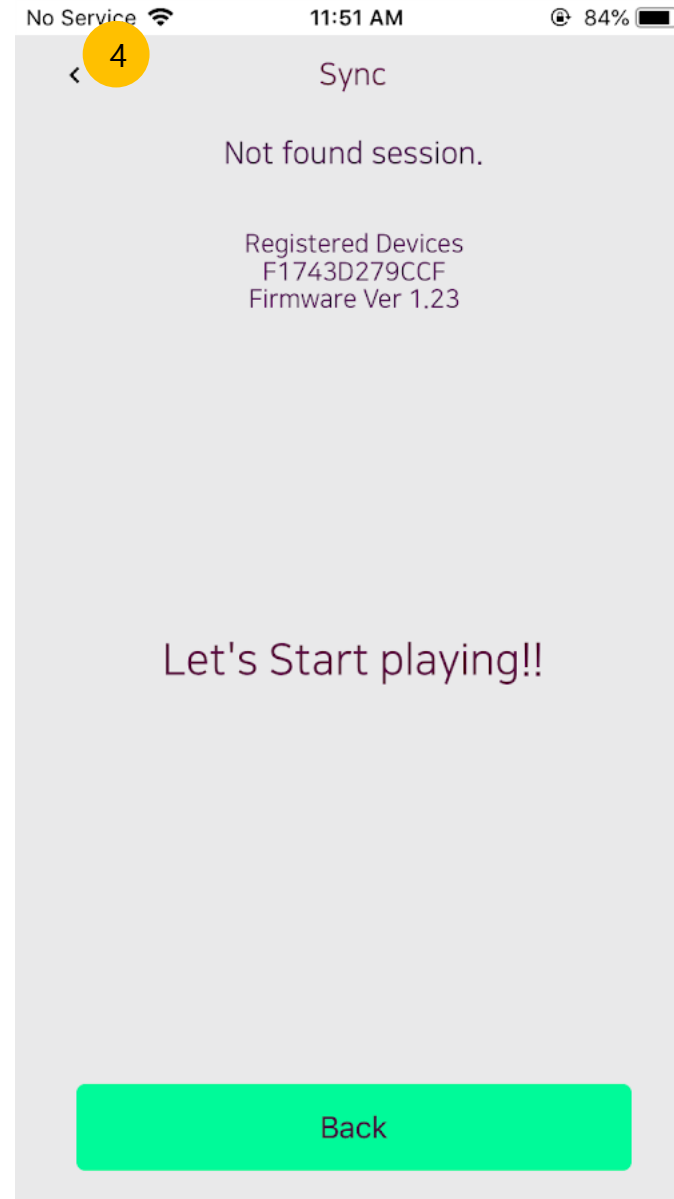 No Service 11:51 AM 84%
4
< Sync
Not found session.
Registered Devices
F1743D279CCF
Firmware Ver 1.23
Let's Start playing!!
Back